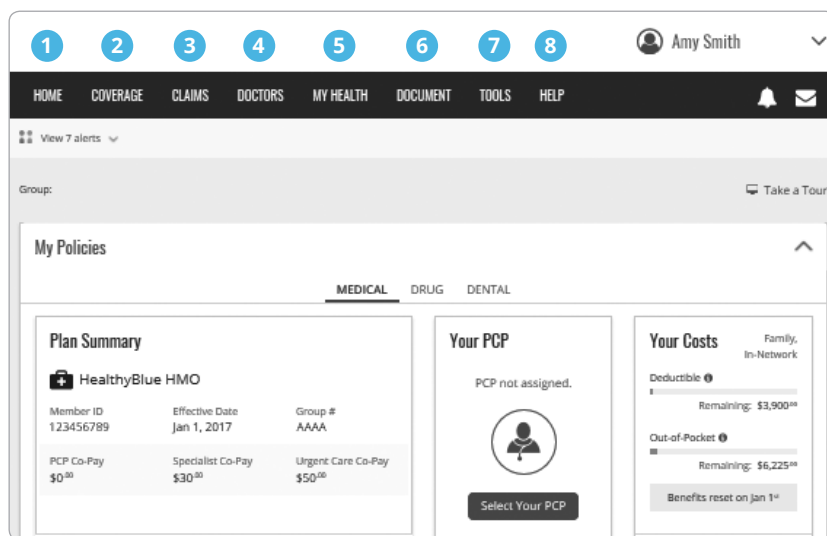 1 2 3 4 5 6 7 8
Amy Smith
HOME COVERAGE CLAIMS DOCTORS MY HEALTH DOCUMENT TOOLS HELP
View 7 alerts
Group:
Take a Tour
My Policies
MEDICAL DRUG DENTAL
Plan Summary
HealthyBlue HMO
Member ID Effective Date Group #
123456789 Jan 1, 2017 AAAA
PCP Co-Pay Specialist Co-Pay Urgent Care Co-Pay
$0.00 $30.00 $50.00
Your PCP
PCP not assigned.
Select Your PCP
Your Costs
Family,
In-Network
Deductible
Remaining: $3,900.00
Out-of-Pocket
Remaining: $6,225.00
Benefits reset on Jan 1st